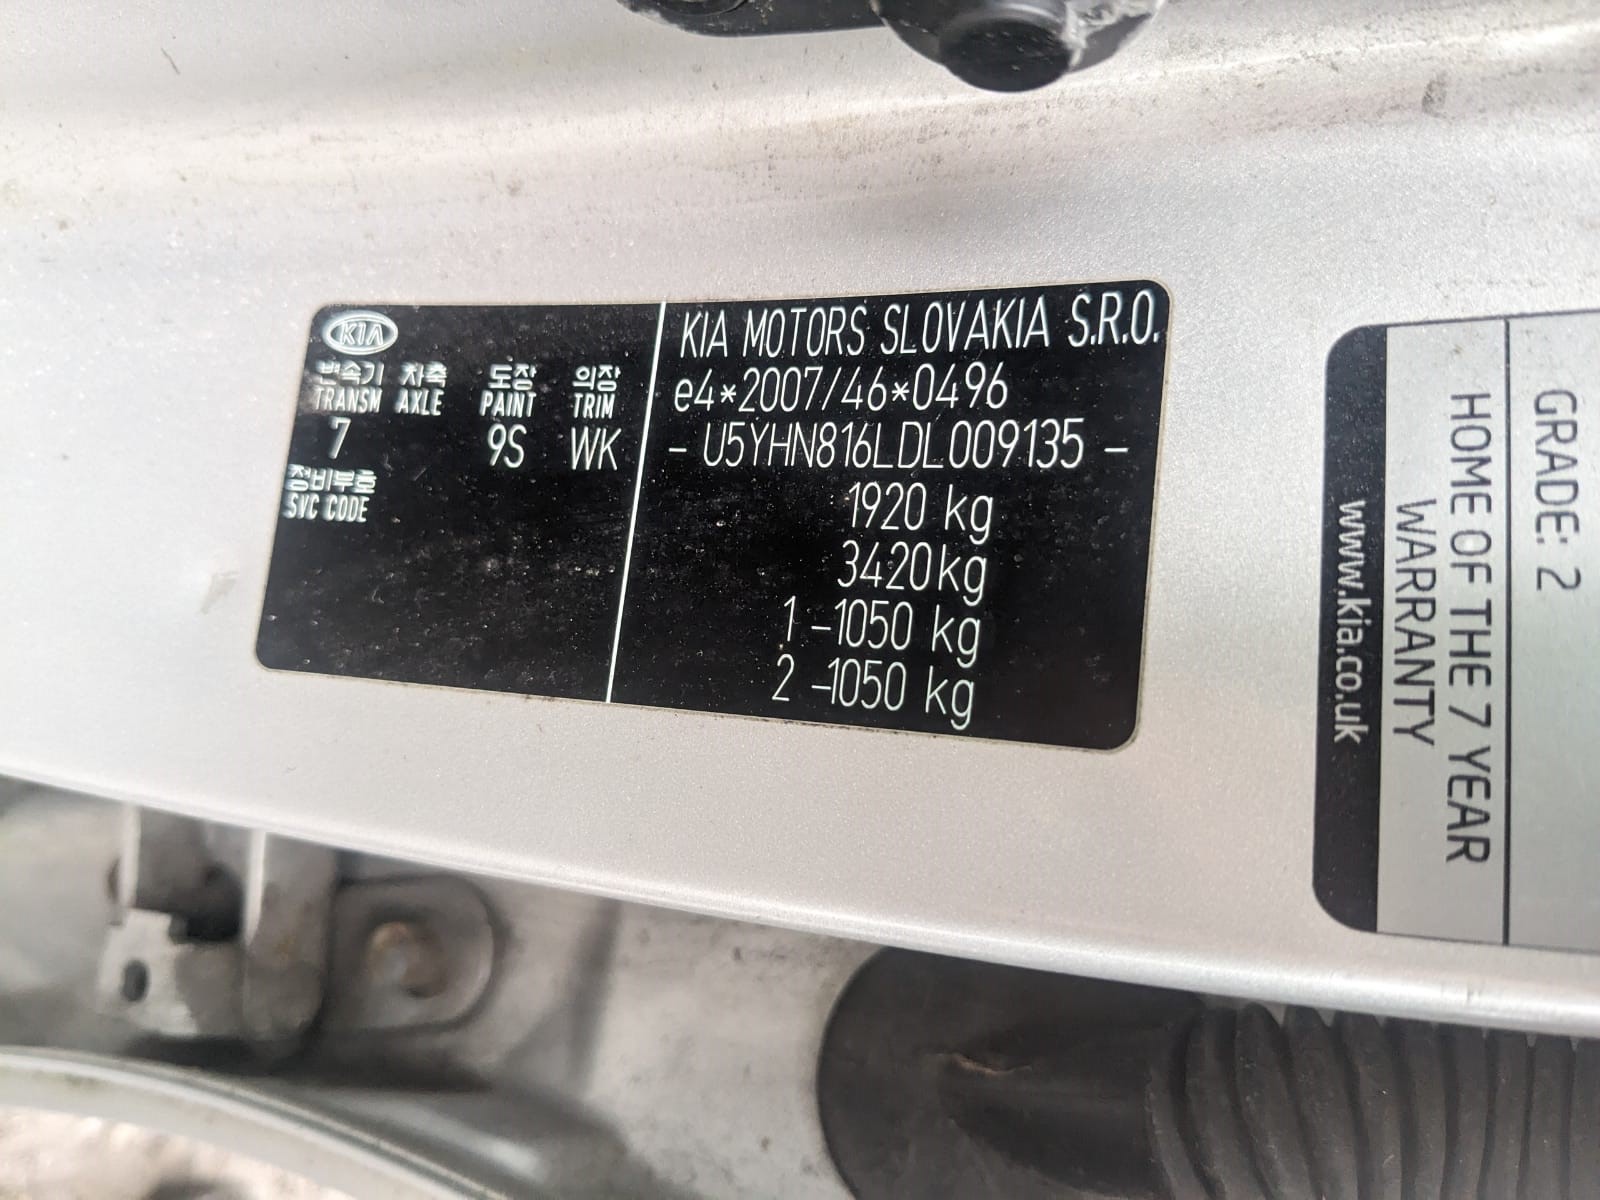 KIA
변속기 차축 도장 의장
TRANSM AXLE PAINT TRIM
7 9S WK
정비부호
SVC CODE
KIA MOTORS SLOVAKIA S.R.O.
e4*2007/46*0496
- U5YHN816LDL009135 -
1920 kg
3420 kg
1 -1050 kg
2 -1050 kg
GRADE: 2
HOME OF THE 7 YEAR
WARRANTY
www.kia.co.uk